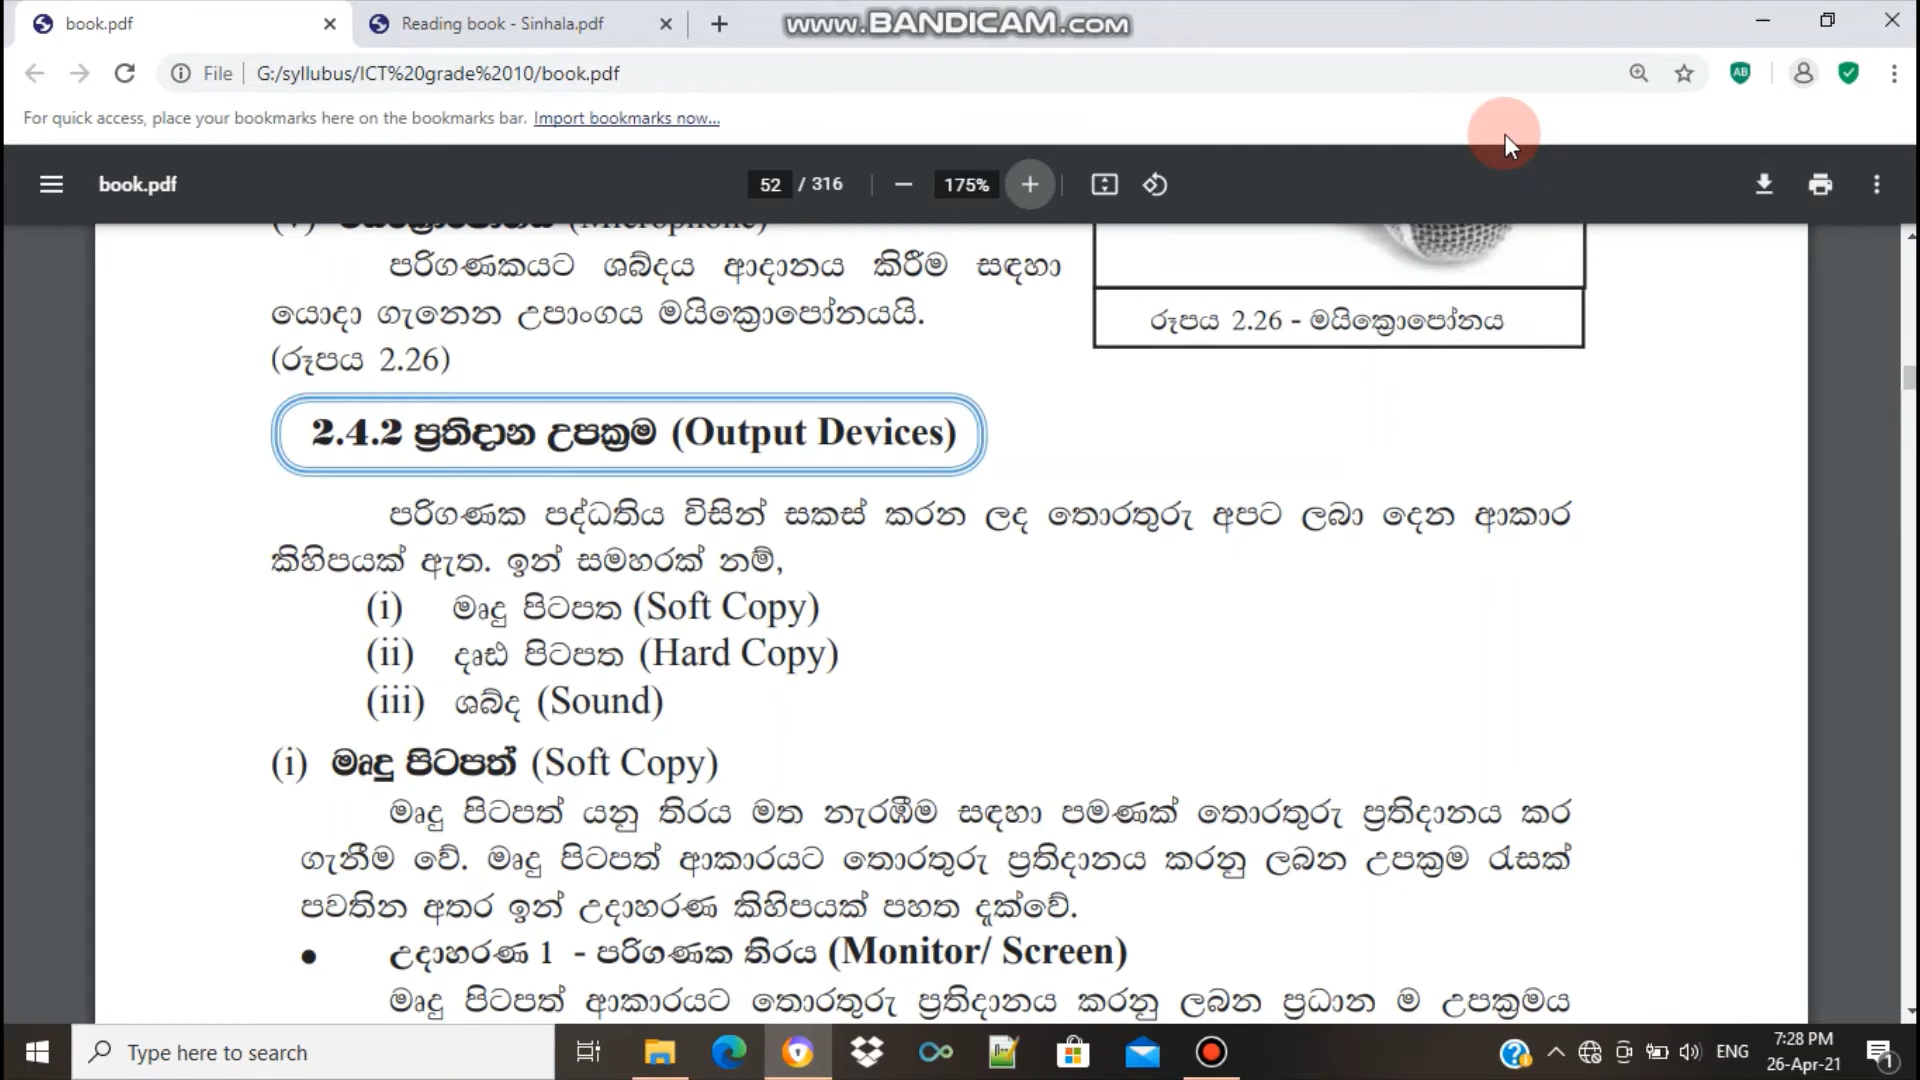 book.pdf
Reading book - Sinhala.pdf
www.BANDICAM.com
File
G:/syllubus/ICT%20grade%2010/book.pdf
AB
For quick access, place your bookmarks here on the bookmarks bar. Import bookmarks now...
book.pdf
52 / 316
175%
(v) මයික්‍රොපෝනය (Microphone)
පරිගණකයට ශබ්දය ආදානය කිරීම සඳහා
යොදා ගැනෙන උපාංගය මයික්‍රොපෝනයයි.
(රූපය 2.26)
රූපය 2.26 - මයික්‍රොපෝනය
2.4.2 ප්‍රතිදාන උපක්‍රම (Output Devices)
පරිගණක පද්ධතිය විසින් සකස් කරන ලද තොරතුරු අපට ලබා දෙන ආකාර
කිහිපයක් ඇත. ඉන් සමහරක් නම්,
(i) මෘදු පිටපත (Soft Copy)
(ii) දෘඪ පිටපත (Hard Copy)
(iii) ශබ්ද (Sound)
(i) මෘදු පිටපත් (Soft Copy)
මෘදු පිටපත් යනු තිරය මත නැරඹීම සඳහා පමණක් තොරතුරු ප්‍රතිදානය කර
ගැනීම වේ. මෘදු පිටපත් ආකාරයට තොරතුරු ප්‍රතිදානය කරනු ලබන උපක්‍රම රැසක්
පවතින අතර ඉන් උදාහරණ කිහිපයක් පහත දැක්වේ.
● උදාහරණ 1 - පරිගණක තිරය (Monitor/ Screen)
මෘදු පිටපත් ආකාරයට තොරතුරු ප්‍රතිදානය කරනු ලබන ප්‍රධාන ම උපක්‍රමය
Type here to search
ENG
7:28 PM
26-Apr-21
1